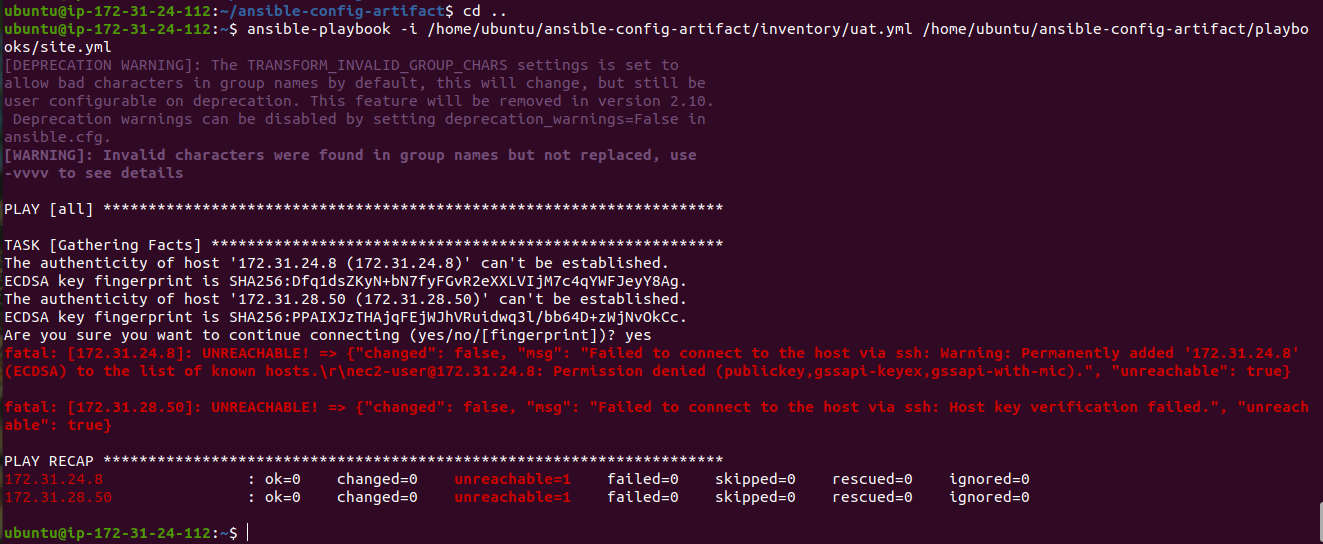 ubuntu@ip-172-31-24-112:~/ansible-config-artifact$ cd ..
ubuntu@ip-172-31-24-112:~$ ansible-playbook -i /home/ubuntu/ansible-config-artifact/inventory/uat.yml /home/ubuntu/ansible-config-artifact/playbo
oks/site.yml
[DEPRECATION WARNING]: The TRANSFORM_INVALID_GROUP_CHARS settings is set to
allow bad characters in group names by default, this will change, but still be
user configurable on deprecation. This feature will be removed in version 2.10.
 Deprecation warnings can be disabled by setting deprecation_warnings=False in
ansible.cfg.
[WARNING]: Invalid characters were found in group names but not replaced, use
-vvvv to see details
PLAY [all] *********************************************************************
TASK [Gathering Facts] *********************************************************
The authenticity of host '172.31.24.8 (172.31.24.8)' can't be established.
ECDSA key fingerprint is SHA256:Dfq1dsZKyN+bN7fyFGvR2eXXLVIjM7c4qYWFJeyY8Ag.
The authenticity of host '172.31.28.50 (172.31.28.50)' can't be established.
ECDSA key fingerprint is SHA256:PPAIXJzTHAjqFEjWJhVRuidwq3l/bb64D+zWjNvOkCc.
Are you sure you want to continue connecting (yes/no/[fingerprint])? yes
fatal: [172.31.24.8]: UNREACHABLE! => {"changed": false, "msg": "Failed to connect to the host via ssh: Warning: Permanently added '172.31.24.8'
(ECDSA) to the list of known hosts.\r\nec2-user@172.31.24.8: Permission denied (publickey,gssapi-keyex,gssapi-with-mic).", "unreachable": true}
fatal: [172.31.28.50]: UNREACHABLE! => {"changed": false, "msg": "Failed to connect to the host via ssh: Host key verification failed.", "unreach
able": true}
PLAY RECAP *********************************************************************
172.31.24.8                : ok=0    changed=0    unreachable=1    failed=0    skipped=0    rescued=0    ignored=0
172.31.28.50               : ok=0    changed=0    unreachable=1    failed=0    skipped=0    rescued=0    ignored=0
ubuntu@ip-172-31-24-112:~$